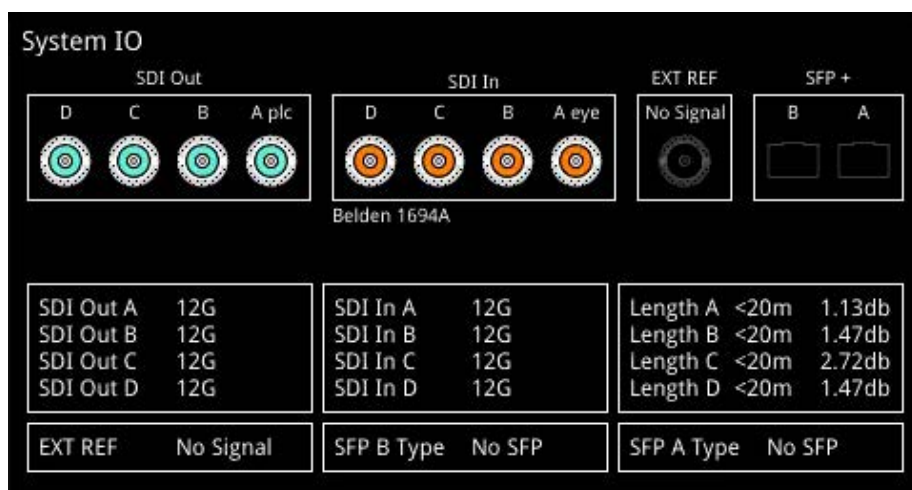 System IO
SDI Out
SDI In
EXT REF
SFP +
D C B A plc
D C B A eye
No Signal
B A
Belden 1694A
SDI Out A 12G
SDI Out B 12G
SDI Out C 12G
SDI Out D 12G
SDI In A 12G
SDI In B 12G
SDI In C 12G
SDI In D 12G
Length A <20m 1.13db
Length B <20m 1.47db
Length C <20m 2.72db
Length D <20m 1.47db
EXT REF No Signal
SFP B Type No SFP
SFP A Type No SFP